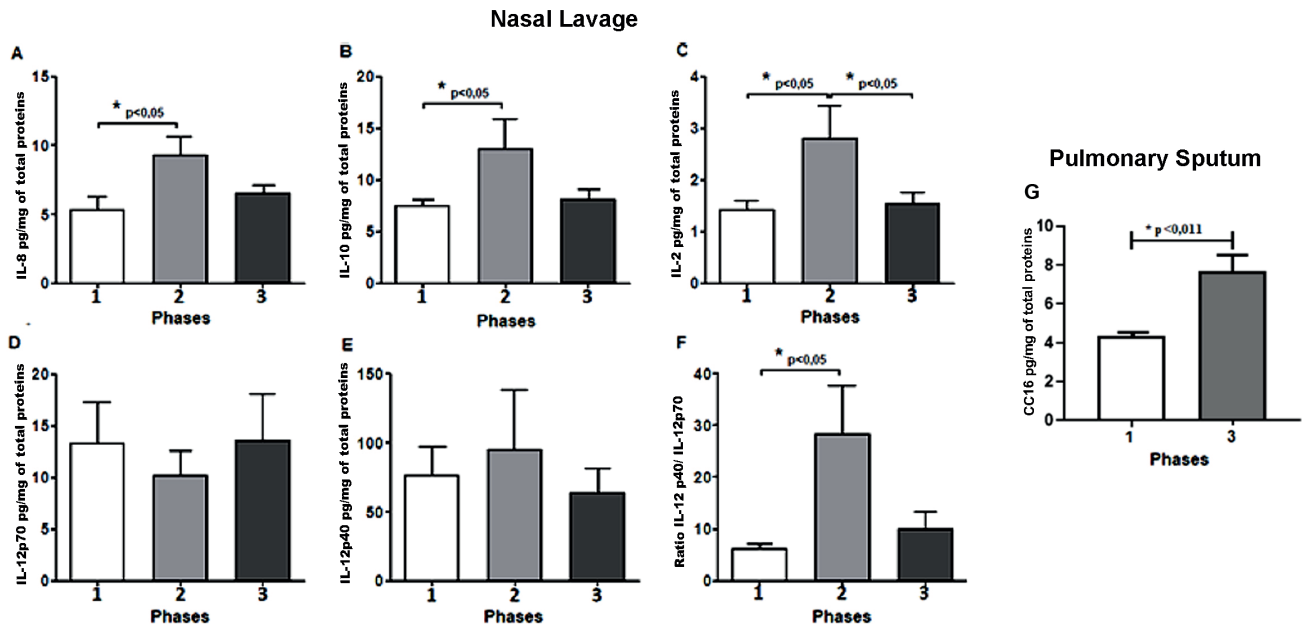 Nasal Lavage
A
IL-8 pg/mg of total proteins
15
10
5
0
* p<0,05
1 2 3
Phases
B
IL-10 pg/mg of total proteins
20
15
10
5
0
* p<0,05
1 2 3
Phases
C
IL-2 pg/mg of total proteins
4
3
2
1
0
* p<0,05 * p<0,05
1 2 3
Phases
D
IL-12p70 pg/mg of total proteins
20
15
10
5
0
1 2 3
Phases
E
IL-12p40 pg/mg of total proteins
150
100
50
0
1 2 3
Phases
F
Ratio IL-12 p40/ IL-12p70
40
30
20
10
0
* p<0,05
1 2 3
Phases
Pulmonary Sputum
G
CC16 pg/mg of total proteins
10
8
6
4
2
0
* p <0,011
1 3
Phases